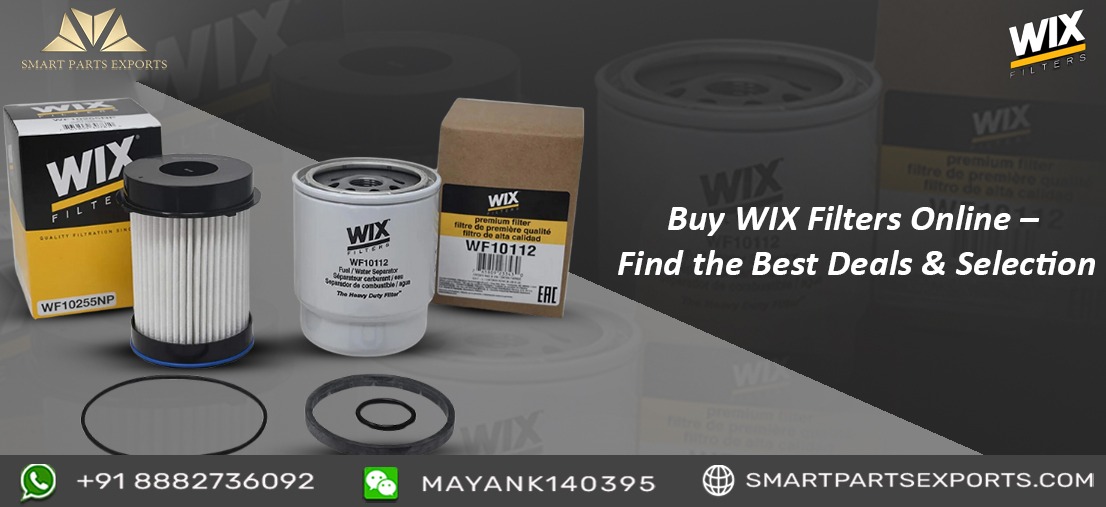 SMART PARTS EXPORTS
WIX
FILTERS
WIX
FILTERS
QUALITY FILTRATION SINCE
WF10255NP
WIX
FILTERS
WF10112
Fuel / Water Separator
Séparateur carburant / eau
Separador de combustible / agua
The Heavy Duty Filter
WIX
FILTERS
premium filter
filtre de première qualité
filtro de alta calidad
WF10112
EAC
Buy WIX Filters Online –
Find the Best Deals & Selection
+91 8882736092
MAYANK140395
SMARTPARTSEXPORTS.COM